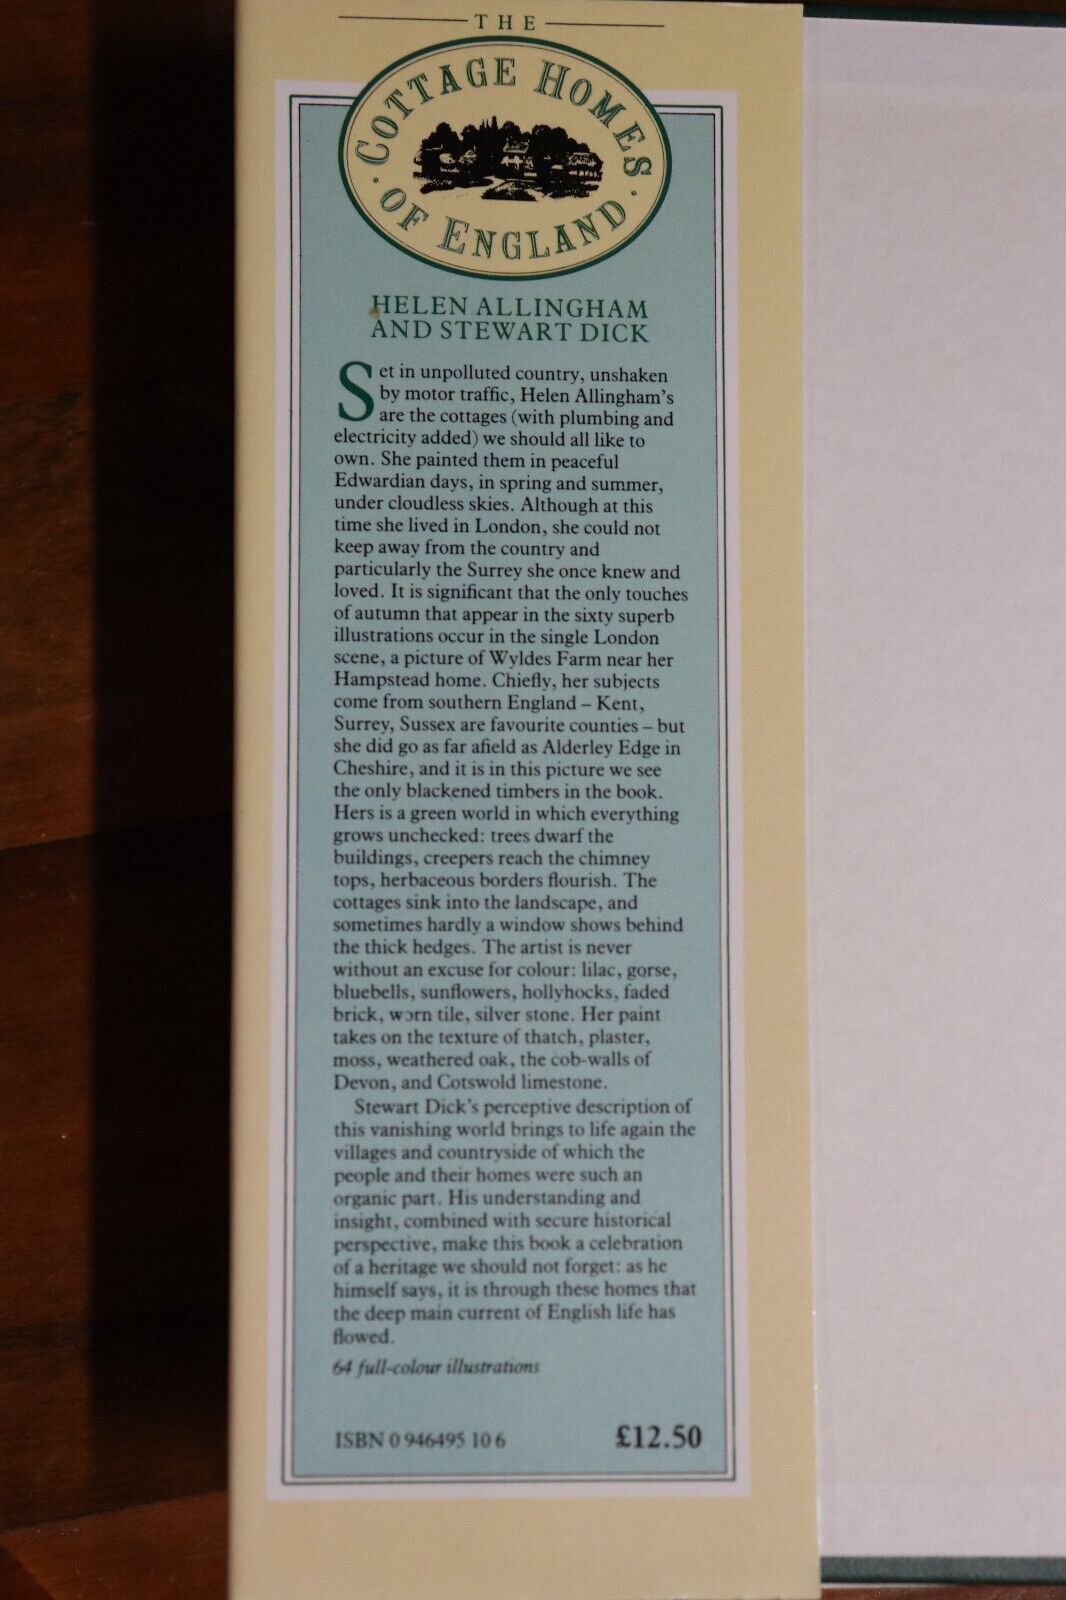 THE
COTTAGE HOMES
· OF ENGLAND ·
HELEN ALLINGHAM
AND STEWART DICK
Set in unpolluted country, unshaken
by motor traffic, Helen Allingham's
are the cottages (with plumbing and
electricity added) we should all like to
own. She painted them in peaceful
Edwardian days, in spring and summer,
under cloudless skies. Although at this
time she lived in London, she could not
keep away from the country and
particularly the Surrey she once knew and
loved. It is significant that the only touches
of autumn that appear in the sixty superb
illustrations occur in the single London
scene, a picture of Wyldes Farm near her
Hampstead home. Chiefly, her subjects
come from southern England – Kent,
Surrey, Sussex are favourite counties – but
she did go as far afield as Alderley Edge in
Cheshire, and it is in this picture we see
the only blackened timbers in the book.
Hers is a green world in which everything
grows unchecked: trees dwarf the
buildings, creepers reach the chimney
tops, herbaceous borders flourish. The
cottages sink into the landscape, and
sometimes hardly a window shows behind
the thick hedges. The artist is never
without an excuse for colour: lilac, gorse,
bluebells, sunflowers, hollyhocks, faded
brick, worn tile, silver stone. Her paint
takes on the texture of thatch, plaster,
moss, weathered oak, the cob-walls of
Devon, and Cotswold limestone.
Stewart Dick's perceptive description of
this vanishing world brings to life again the
villages and countryside of which the
people and their homes were such an
organic part. His understanding and
insight, combined with secure historical
perspective, make this book a celebration
of a heritage we should not forget: as he
himself says, it is through these homes that
the deep main current of English life has
flowed.
64 full-colour illustrations
ISBN 0 946495 10 6 £12.50